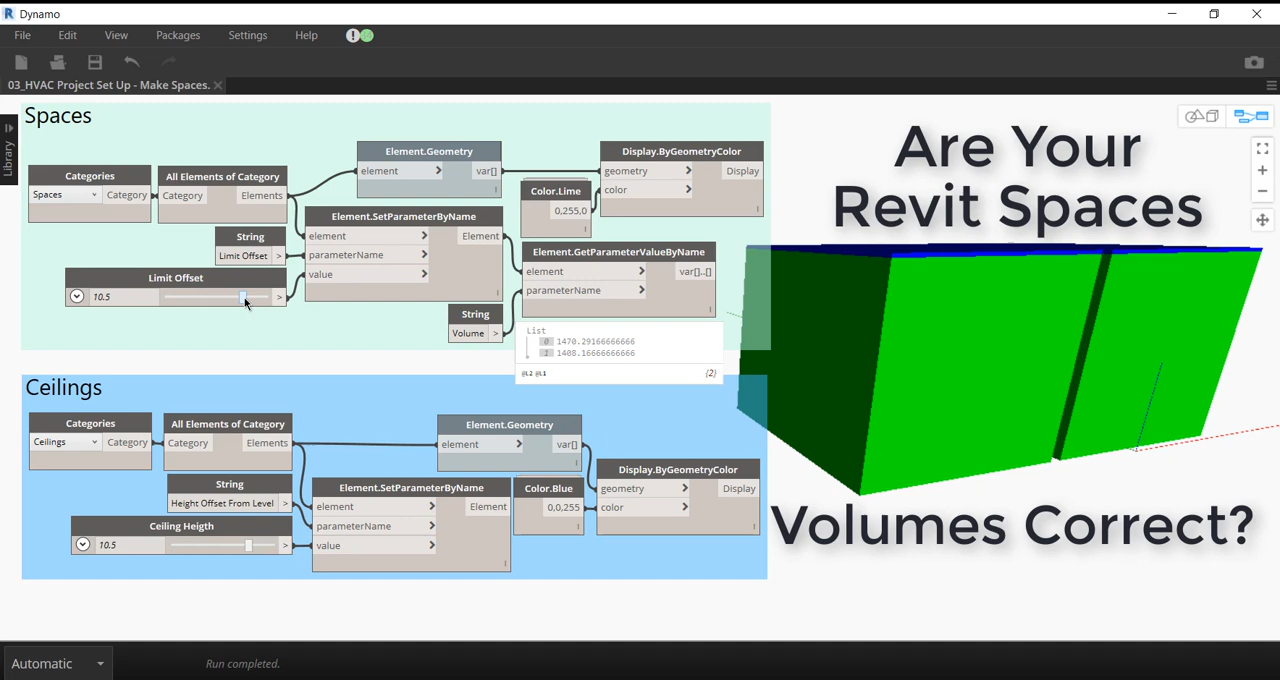 Dynamo
File Edit View Packages Settings Help
03_HVAC Project Set Up - Make Spaces.
Library
Spaces
Categories
Spaces Category
All Elements of Category
Category Elements
Element.Geometry
element > var[]
Display.ByGeometryColor
geometry > Display
color >
Color.Lime
0,255,0
String
Limit Offset >
Element.SetParameterByName
element > Element
parameterName >
value >
Limit Offset
10.5 >
Element.GetParameterValueByName
element > var[]..[]
parameterName >
String
Volume >
List
0 1470.29166666666
1 1408.16666666666
@L2 @L1 {2}
Ceilings
Categories
Ceilings Category
All Elements of Category
Category Elements
Element.Geometry
element > var[]
String
Height Offset From Level >
Element.SetParameterByName
element > Element
parameterName >
value >
Color.Blue
0,0,255
Display.ByGeometryColor
geometry > Display
color >
Ceiling Heigth
10.5 >
Are Your
Revit Spaces
Volumes Correct?
Automatic
Run completed.